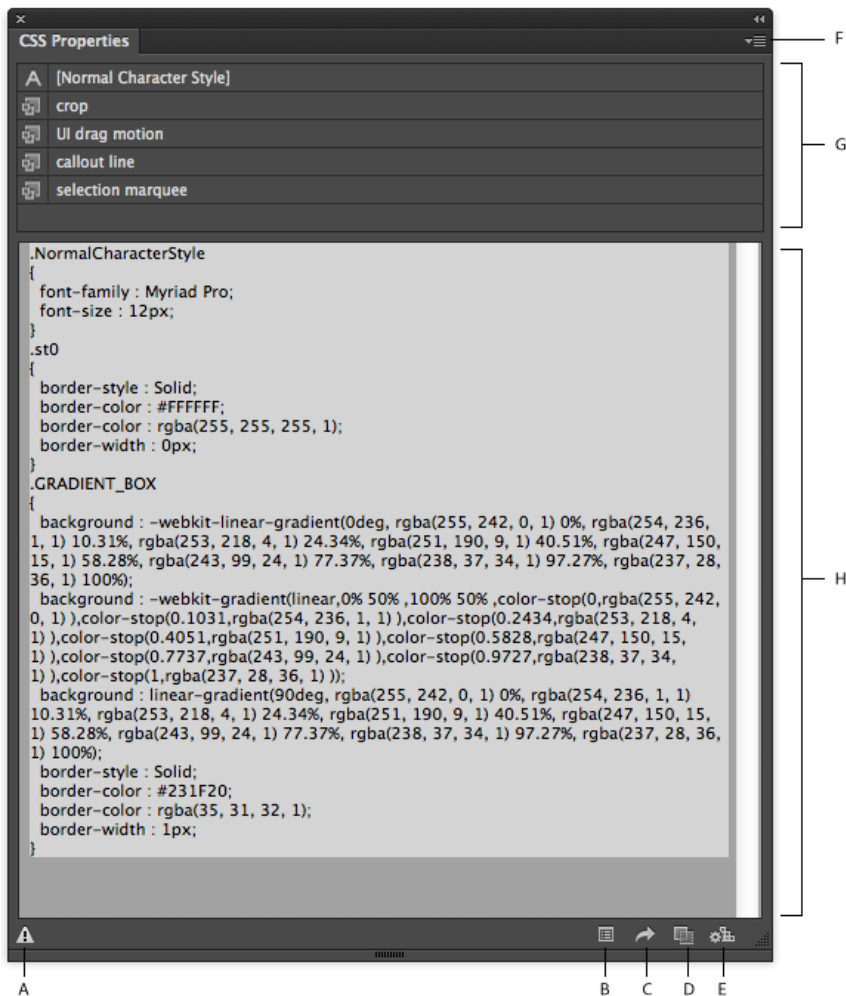 CSS Properties
F
[Normal Character Style]
crop
UI drag motion
callout line
selection marquee
G
.NormalCharacterStyle
{
font-family : Myriad Pro;
font-size : 12px;
}
.st0
{
border-style : Solid;
border-color : #FFFFFF;
border-color : rgba(255, 255, 255, 1);
border-width : 0px;
}
.GRADIENT_BOX
{
background : -webkit-linear-gradient(0deg, rgba(255, 242, 0, 1) 0%, rgba(254, 236,
1, 1) 10.31%, rgba(253, 218, 4, 1) 24.34%, rgba(251, 190, 9, 1) 40.51%, rgba(247, 150,
15, 1) 58.28%, rgba(243, 99, 24, 1) 77.37%, rgba(238, 37, 34, 1) 97.27%, rgba(237, 28,
36, 1) 100%);
background : -webkit-gradient(linear,0% 50% ,100% 50% ,color-stop(0,rgba(255, 242,
0, 1) ),color-stop(0.1031,rgba(254, 236, 1, 1) ),color-stop(0.2434,rgba(253, 218, 4,
1) ),color-stop(0.4051,rgba(251, 190, 9, 1) ),color-stop(0.5828,rgba(247, 150, 15,
1) ),color-stop(0.7737,rgba(243, 99, 24, 1) ),color-stop(0.9727,rgba(238, 37, 34,
1) ),color-stop(1,rgba(237, 28, 36, 1) ));
background : linear-gradient(90deg, rgba(255, 242, 0, 1) 0%, rgba(254, 236, 1, 1)
10.31%, rgba(253, 218, 4, 1) 24.34%, rgba(251, 190, 9, 1) 40.51%, rgba(247, 150, 15,
1) 58.28%, rgba(243, 99, 24, 1) 77.37%, rgba(238, 37, 34, 1) 97.27%, rgba(237, 28, 36,
1) 100%);
border-style : Solid;
border-color : #231F20;
border-color : rgba(35, 31, 32, 1);
border-width : 1px;
}
H
A B C D E